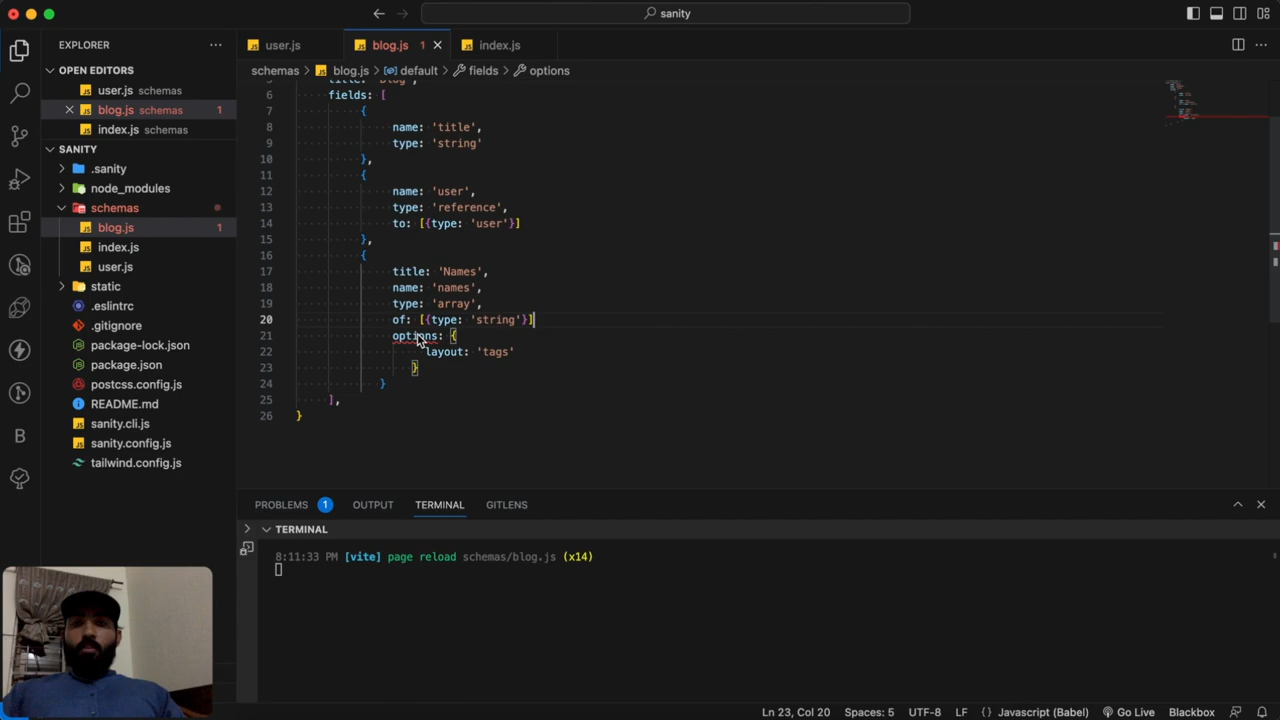 sanity
EXPLORER
OPEN EDITORS
user.js schemas
blog.js schemas 1
index.js schemas
SANITY
.sanity
node_modules
schemas
blog.js 1
index.js
user.js
static
.eslintrc
.gitignore
package-lock.json
package.json
postcss.config.js
README.md
sanity.cli.js
sanity.config.js
tailwind.config.js
user.js
blog.js 1
index.js
schemas > blog.js > default > fields > options
6 fields: [
7 {
8 name: 'title',
9 type: 'string'
10 },
11 {
12 name: 'user',
13 type: 'reference',
14 to: [{type: 'user'}]
15 },
16 {
17 title: 'Names',
18 name: 'names',
19 type: 'array',
20 of: [{type: 'string'}]
21 options: {
22 layout: 'tags'
23 }
24 }
25 ],
26 }
PROBLEMS 1 OUTPUT TERMINAL GITLENS
TERMINAL
8:11:33 PM [vite] page reload schemas/blog.js (x14)
Ln 23, Col 20 Spaces: 5 UTF-8 LF {} Javascript (Babel) Go Live Blackbox